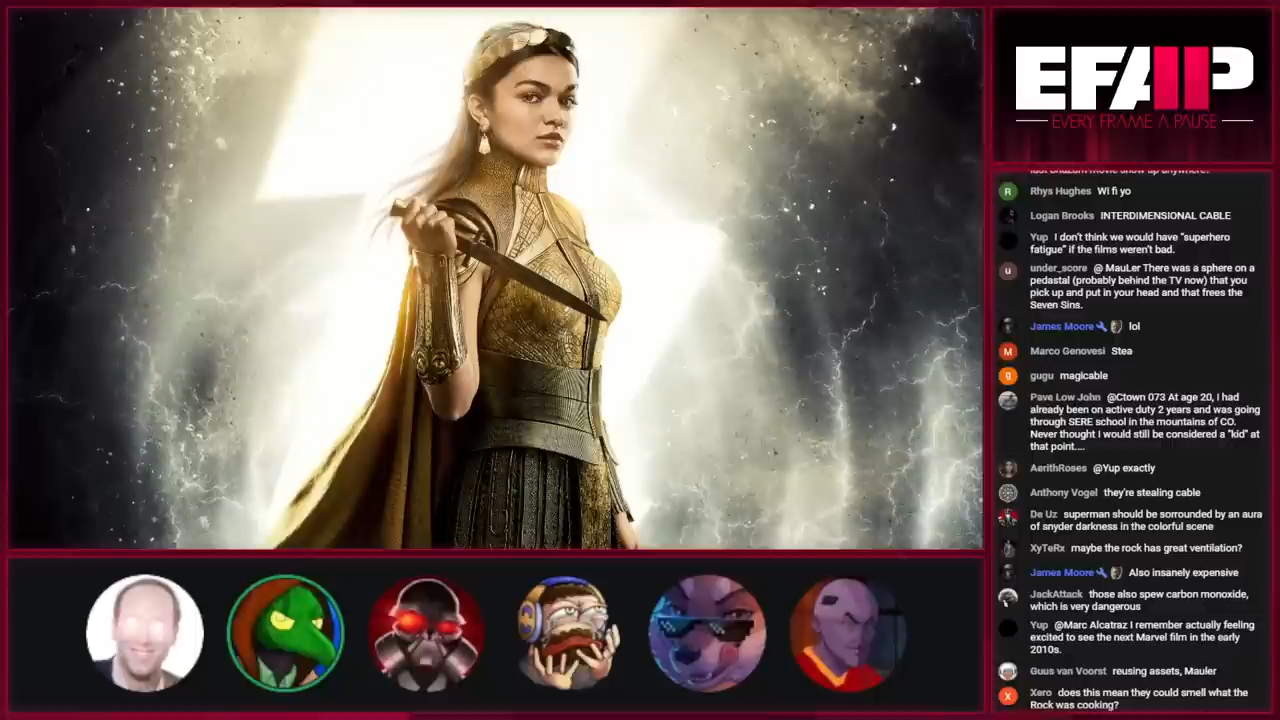 EFAP
EVERY FRAME A PAUSE
Rhys Hughes Wi fi yo
Logan Brooks INTERDIMENSIONAL CABLE
Yup I don't think we would have "superhero
fatigue" if the films weren't bad.
under_score @ MauLer There was a sphere on a
pedastal (probably behind the TV now) that you
pick up and put in your head and that frees the
Seven Sins.
James Moore lol
Marco Genovesi Stea
gugu magicable
Pave Low John @Ctown 073 At age 20, I had
already been on active duty 2 years and was going
through SERE school in the mountains of CO.
Never thought I would still be considered a "kid" at
that point....
AerithRoses @Yup exactly
Anthony Vogel they're stealing cable
De Uz superman should be sorrounded by an aura
of snyder darkness in the colorful scene
XyTeRx maybe the rock has great ventilation?
James Moore Also insanely expensive
JackAttack those also spew carbon monoxide,
which is very dangerous
Yup @Marc Alcatraz I remember actually feeling
excited to see the next Marvel film in the early
2010s.
Guus van Voorst reusing assets, Mauler
Xero does this mean they could smell what the
Rock was cooking?